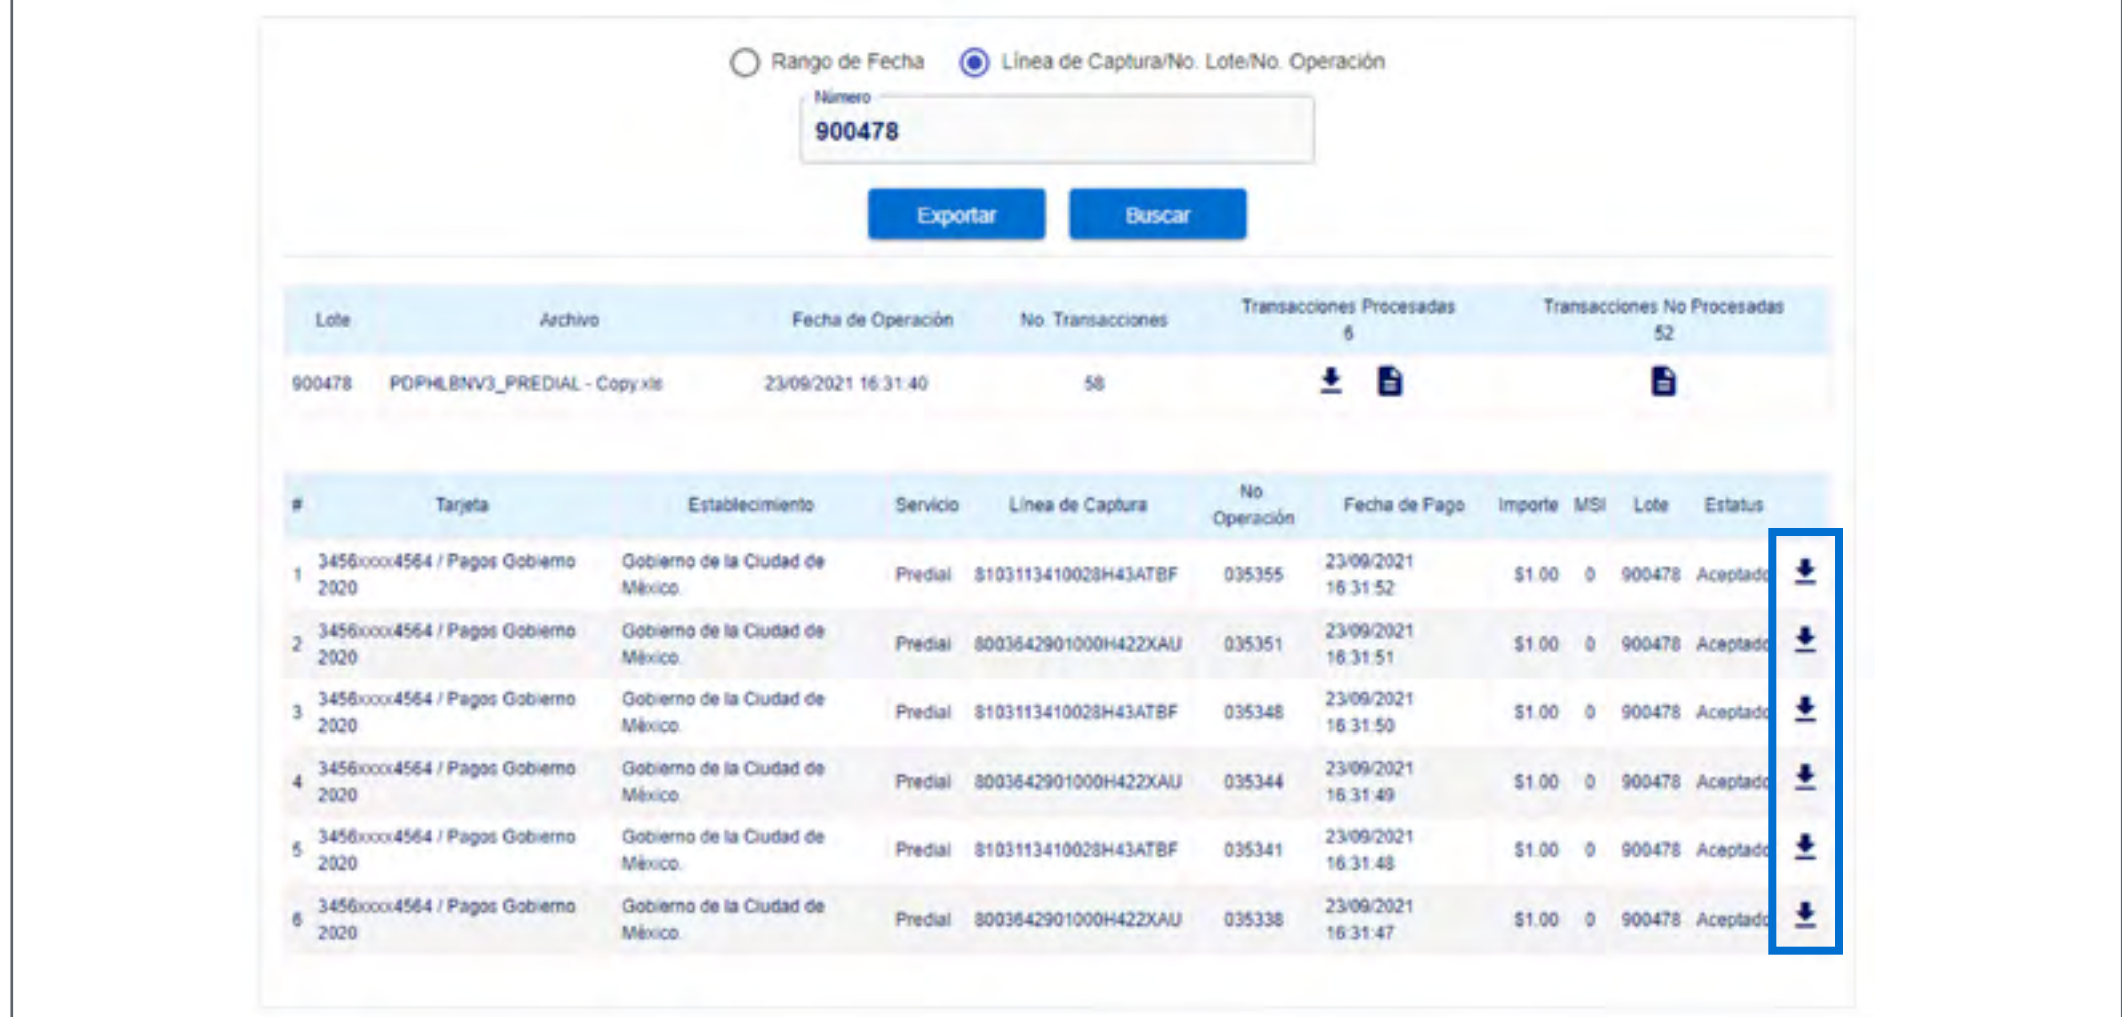 Rango de Fecha Línea de Captura/No. Lote/No. Operación
Número
900478
Exportar Buscar
Lote Archivo Fecha de Operación No. Transacciones Transacciones Procesadas 6 Transacciones No Procesadas 52
900478 PDPHLBNV3_PREDIAL - Copy.xls 23/09/2021 16:31:40 58
# Tarjeta Establecimiento Servicio Línea de Captura No Operación Fecha de Pago Importe MSI Lote Estatus
1 3456xxxx4564 / Pagos Gobierno 2020 Gobierno de la Ciudad de México. Predial 8103113410028H43ATBF 035355 23/09/2021 16:31:52 $1.00 0 900478 Aceptado
2 3456xxxx4564 / Pagos Gobierno 2020 Gobierno de la Ciudad de México. Predial 8003642901000H422XAU 035351 23/09/2021 16:31:51 $1.00 0 900478 Aceptado
3 3456xxxx4564 / Pagos Gobierno 2020 Gobierno de la Ciudad de México. Predial 8103113410028H43ATBF 035348 23/09/2021 16:31:50 $1.00 0 900478 Aceptado
4 3456xxxx4564 / Pagos Gobierno 2020 Gobierno de la Ciudad de México. Predial 8003642901000H422XAU 035344 23/09/2021 16:31:49 $1.00 0 900478 Aceptado
5 3456xxxx4564 / Pagos Gobierno 2020 Gobierno de la Ciudad de México. Predial 8103113410028H43ATBF 035341 23/09/2021 16:31:48 $1.00 0 900478 Aceptado
6 3456xxxx4564 / Pagos Gobierno 2020 Gobierno de la Ciudad de México. Predial 8003642901000H422XAU 035338 23/09/2021 16:31:47 $1.00 0 900478 Aceptado